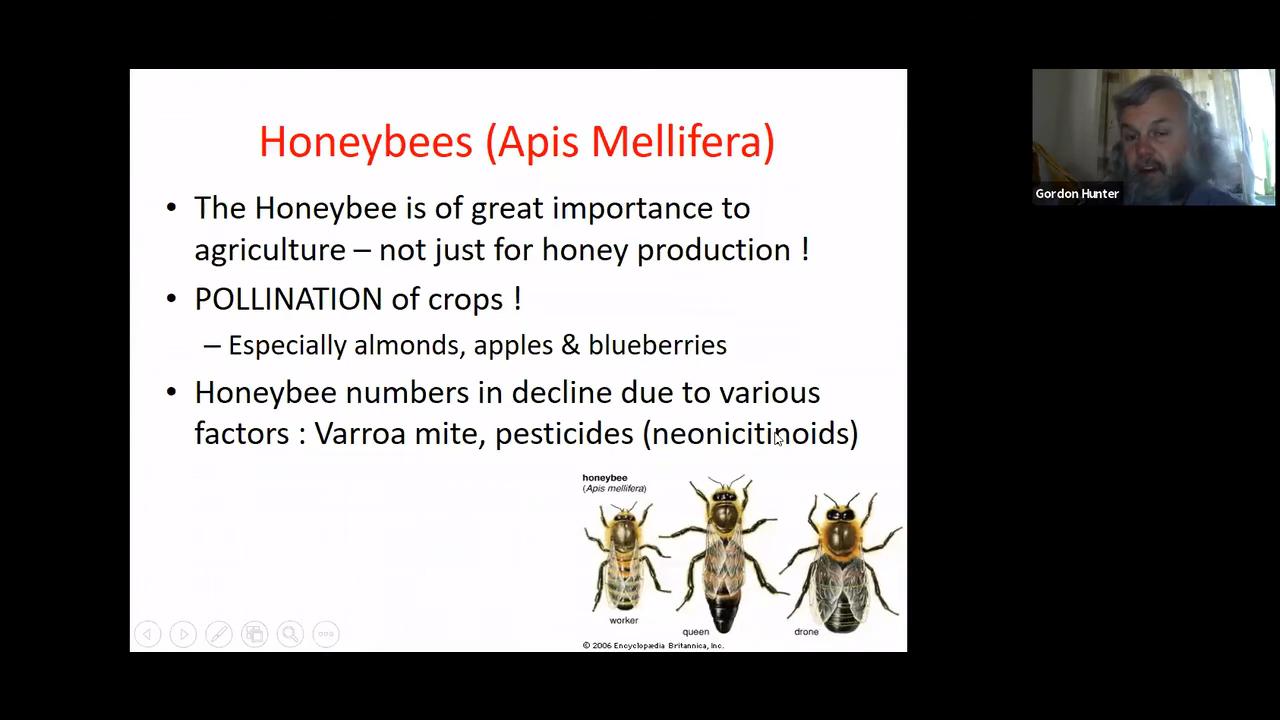 Honeybees (Apis Mellifera)
• The Honeybee is of great importance to
agriculture – not just for honey production !
• POLLINATION of crops !
– Especially almonds, apples & blueberries
• Honeybee numbers in decline due to various
factors : Varroa mite, pesticides (neonicitinoids)
honeybee
(Apis mellifera)
worker
queen
drone
© 2006 Encyclopædia Britannica, Inc.
Gordon Hunter